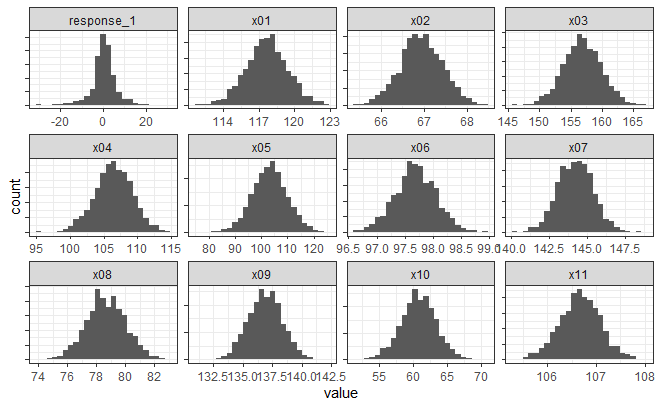 response_1 x01 x02 x03
-20 0 20 114 117 120 123 66 67 68 145 150 155 160 165
x04 x05 x06 x07
95 100 105 110 115 80 90 100 110 120 96.5 97.0 97.5 98.0 98.5 99.0 140.0 142.5 145.0 147.5
count
x08 x09 x10 x11
74 76 78 80 82 132.5 135.0 137.5 140.0 142.5 55 60 65 70 106 107 108
value